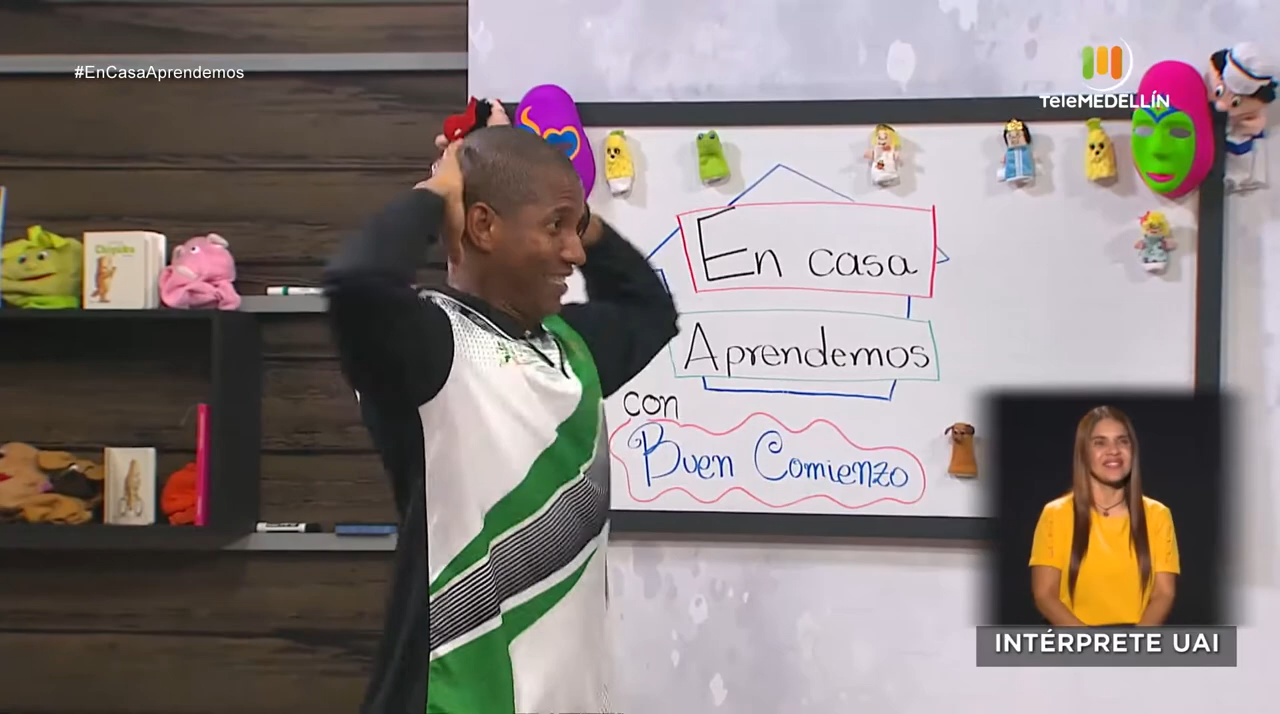 #EnCasaAprendemos
TeleMEDELLÍN
En casa
Aprendemos
con
Buen Comienzo
INTÉRPRETE UAI